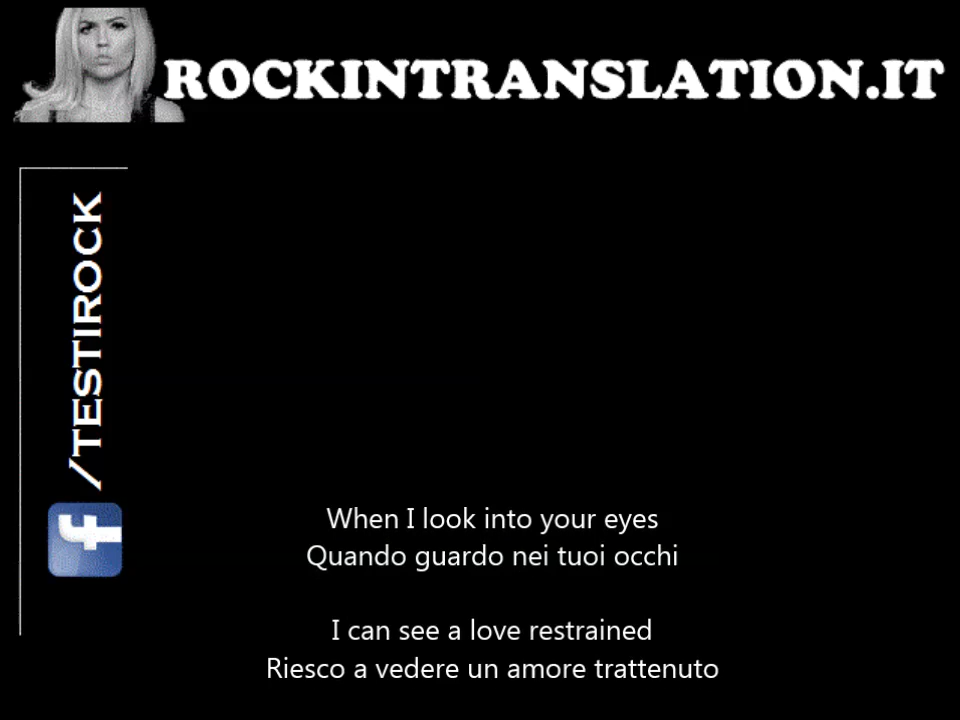 ROCKINTRANSLATION.IT
/TESTIROCK
f
When I look into your eyes
Quando guardo nei tuoi occhi
I can see a love restrained
Riesco a vedere un amore trattenuto